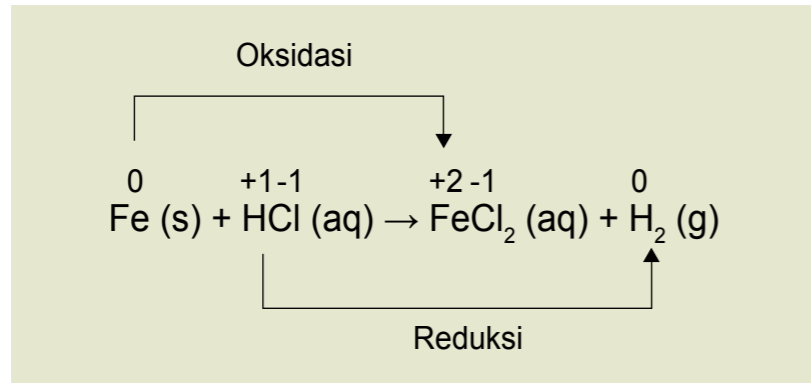 Oksidasi
0 +1 -1 +2 -1 0
Fe (s) + HCl (aq) → FeCl₂ (aq) + H₂ (g)
Reduksi